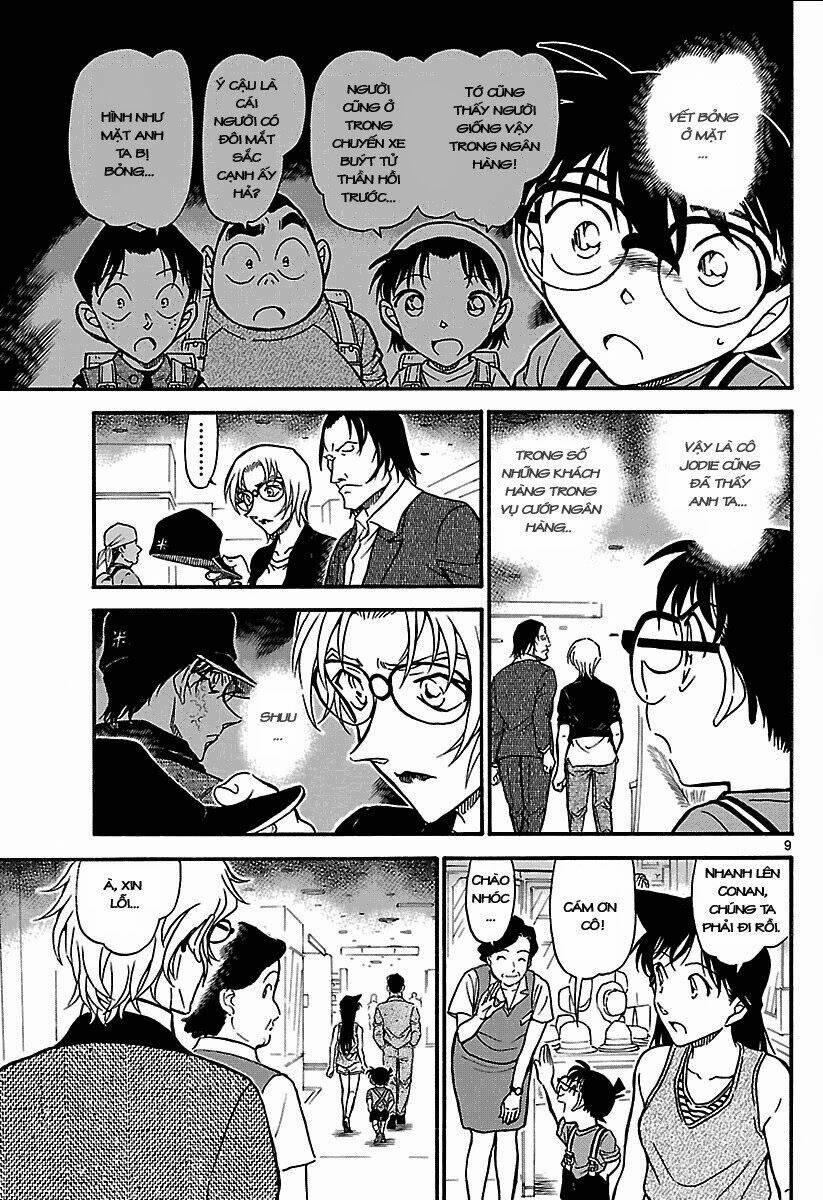 VẾT BỎNG
Ở MẶT
...
TỚ CŨNG
THẤY NGƯỜI
GIỐNG VẬY
TRONG NGÂN
HÀNG!
NGƯỜI
CŨNG Ở
TRONG
CHUYẾN XE
BUÝT TỬ
THẦN HỒI
TRƯỚC...
Ý CẬU LÀ
CÁI
NGƯỜI CÓ
ĐÔI MẮT
SẮC
CẠNH ẤY
HẢ?
HÌNH NHƯ
MẶT ANH
TA BỊ
BỎNG...
VẬY LÀ CÔ
JODIE CŨNG
ĐÃ THẤY
ANH TA...
TRONG SỐ
NHỮNG KHÁCH
HÀNG TRONG
VỤ CƯỚP NGÂN
HÀNG..
........
SHUU
...
9
NHANH LÊN
CONAN,
CHÚNG TA
PHẢI ĐI RỒI.
CÁM ƠN
CÔ!
CHÀO
NHÓC
...
À, XIN
LỖI...